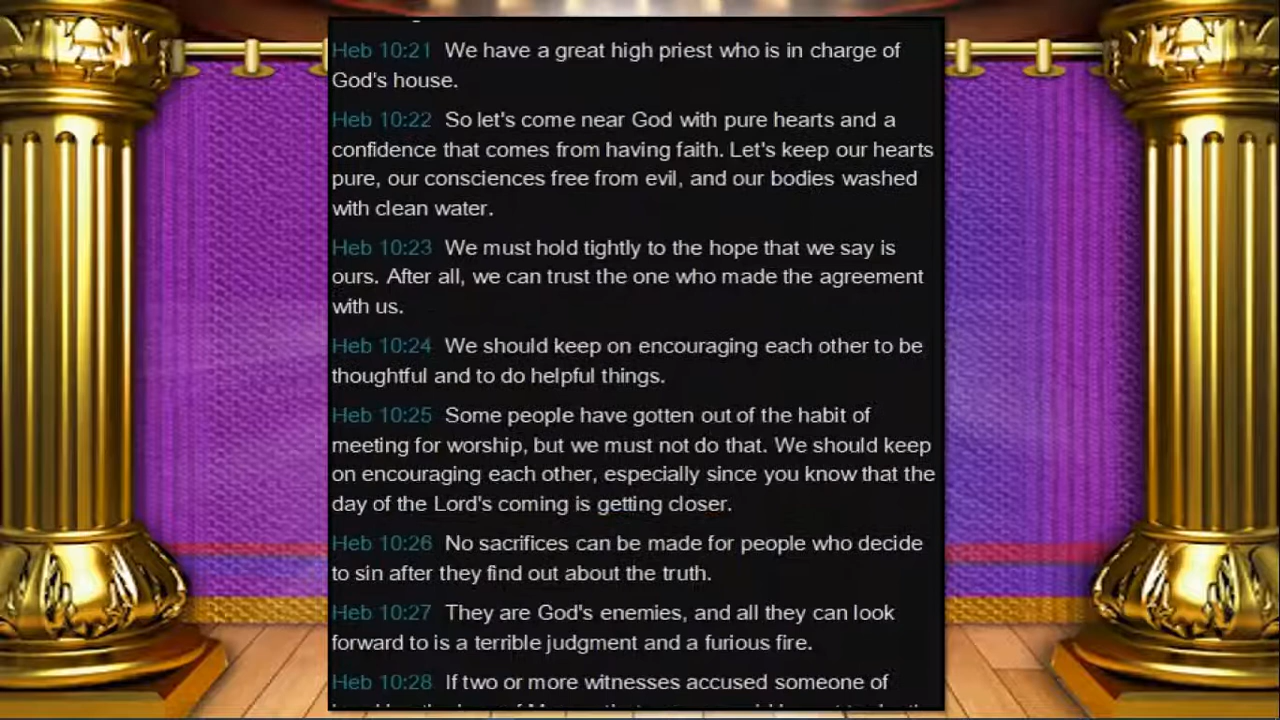 Heb 10:21 We have a great high priest who is in charge of
God's house.
Heb 10:22 So let's come near God with pure hearts and a
confidence that comes from having faith. Let's keep our hearts
pure, our consciences free from evil, and our bodies washed
with clean water.
Heb 10:23 We must hold tightly to the hope that we say is
ours. After all, we can trust the one who made the agreement
with us.
Heb 10:24 We should keep on encouraging each other to be
thoughtful and to do helpful things.
Heb 10:25 Some people have gotten out of the habit of
meeting for worship, but we must not do that. We should keep
on encouraging each other, especially since you know that the
day of the Lord's coming is getting closer.
Heb 10:26 No sacrifices can be made for people who decide
to sin after they find out about the truth.
Heb 10:27 They are God's enemies, and all they can look
forward to is a terrible judgment and a furious fire.
Heb 10:28 If two or more witnesses accused someone of